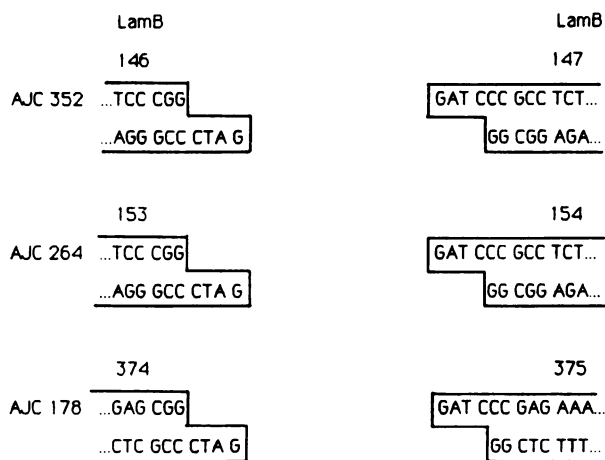 LamB LamB
146 147
AJC 352 ...TCC CGG GAT CCC GCC TCT...
...AGG GCC CTA G GG CGG AGA...
153 154
AJC 264 ...TCC CGG GAT CCC GCC TCT...
...AGG GCC CTA G GG CGG AGA...
374 375
AJC 178 ...GAG CGG GAT CCC GAG AAA...
...CTC GCC CTA G GG CTC TTT...